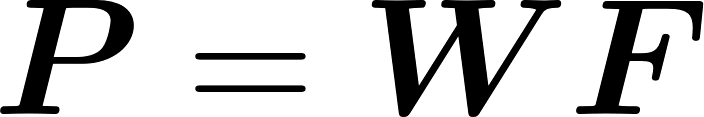 P = WF